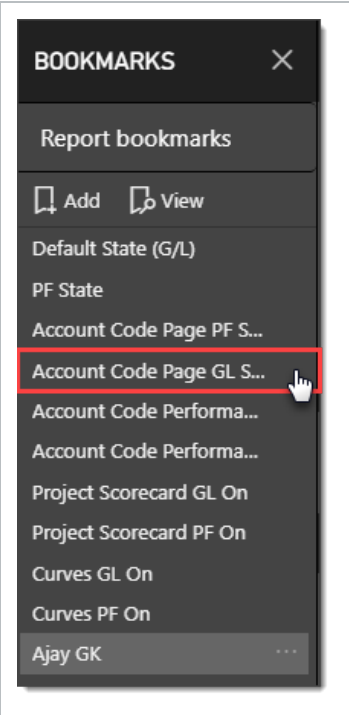 BOOKMARKS
Report bookmarks
Add View
Default State (G/L)
PF State
Account Code Page PF S...
Account Code Page GL S...
Account Code Performa...
Account Code Performa...
Project Scorecard GL On
Project Scorecard PF On
Curves GL On
Curves PF On
Ajay GK ...